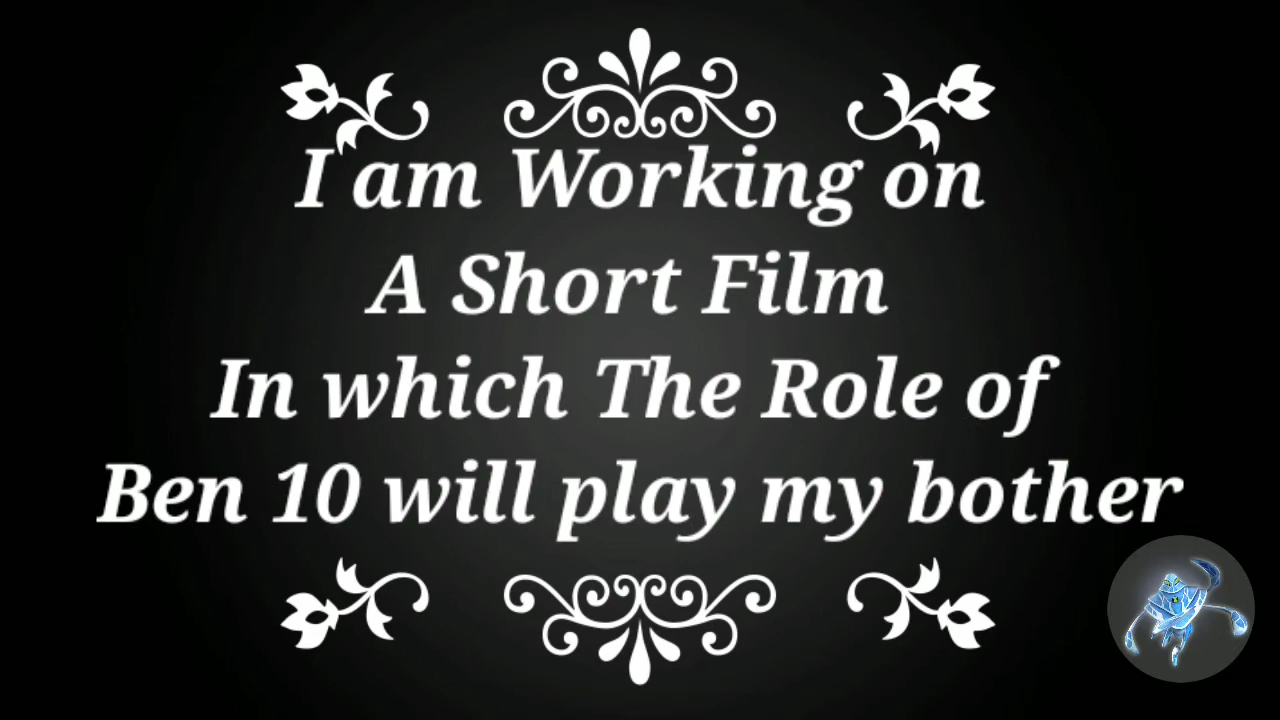 I am Working on
A Short Film
In which The Role of
Ben 10 will play my bother